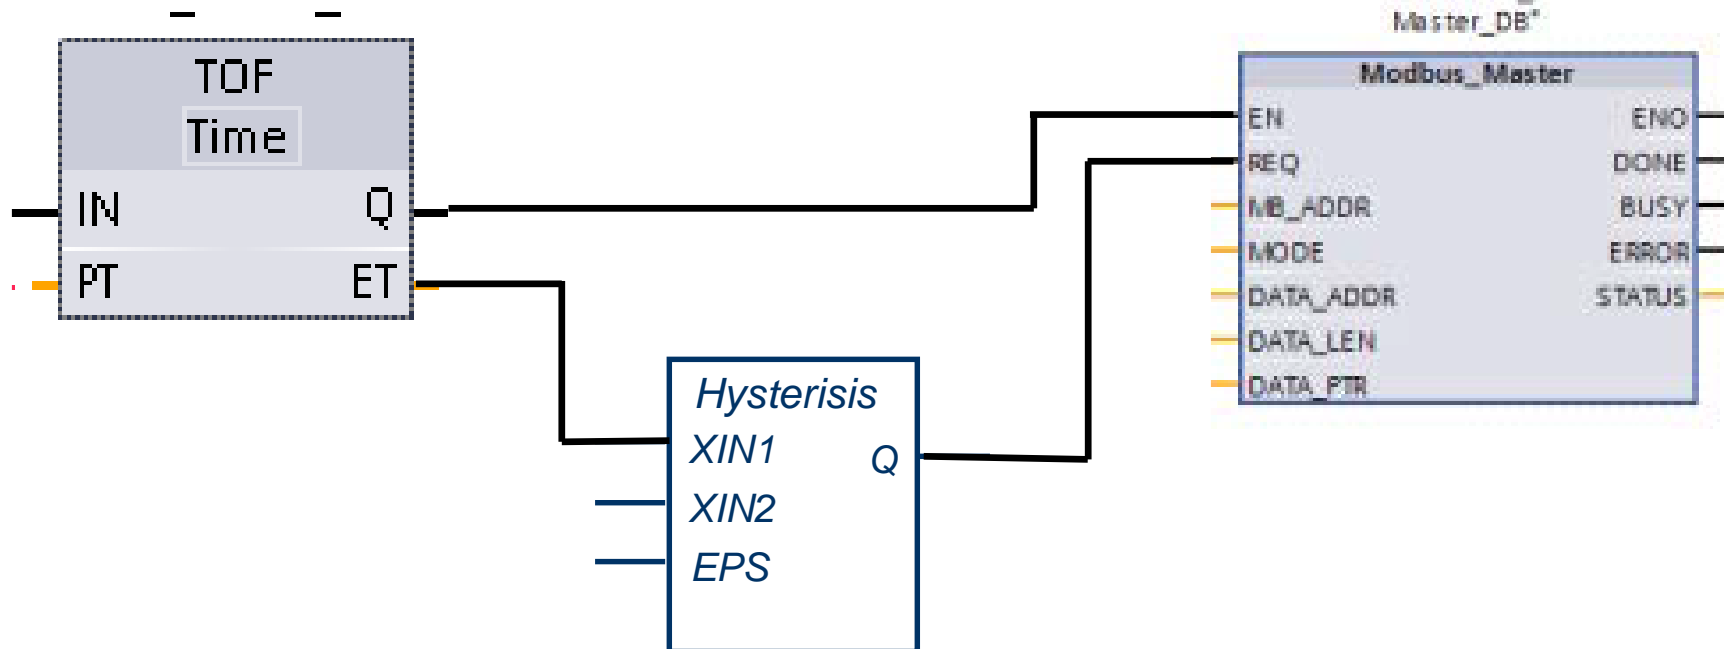 TOF
Time
IN Q
PT ET
Hysterisis
XIN1 Q
XIN2
EPS
Master_DB"
Modbus_Master
EN ENO
REQ DONE
MB_ADDR BUSY
MODE ERROR
DATA_ADDR STATUS
DATA_LEN
DATA_PTR